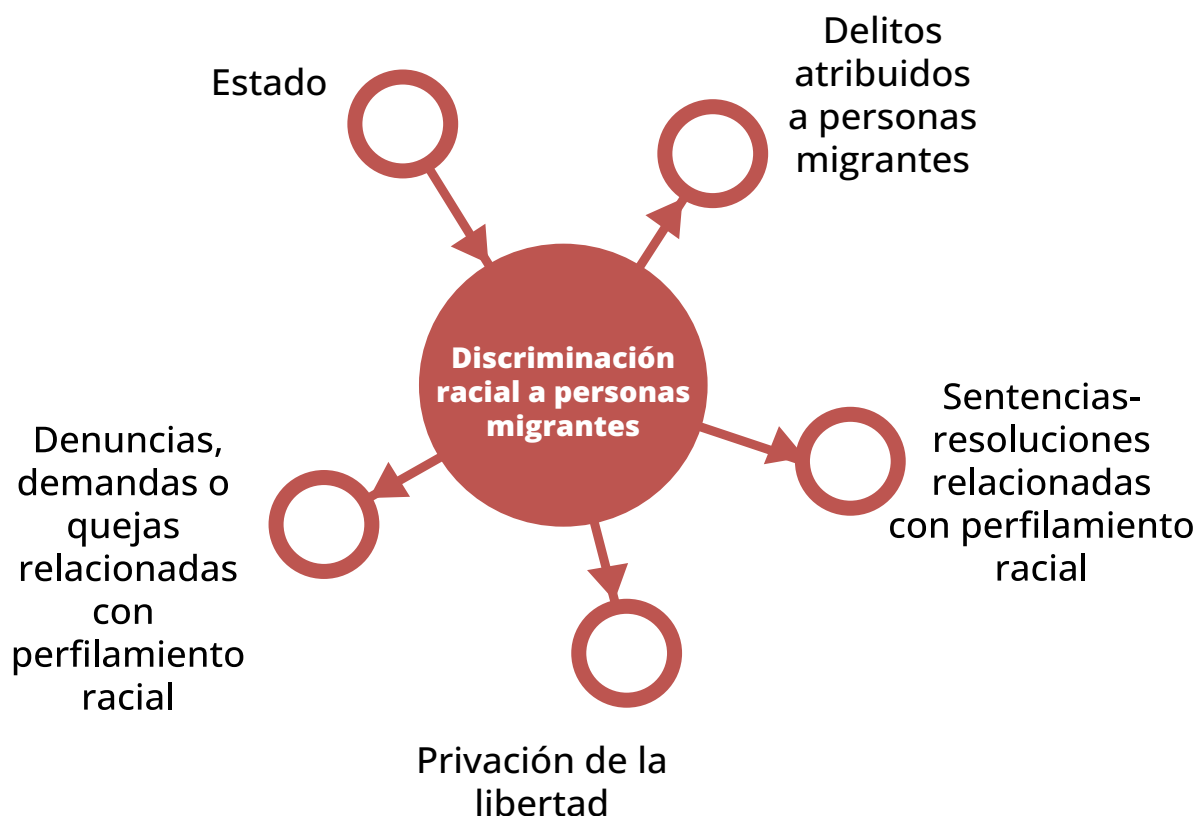 Estado
Delitos
atribuidos
a personas
migrantes
Discriminación
racial a personas
migrantes
Sentencias-
resoluciones
relacionadas
con perfilamiento
racial
Denuncias,
demandas o
quejas
relacionadas
con
perfilamiento
racial
Privación de la
libertad